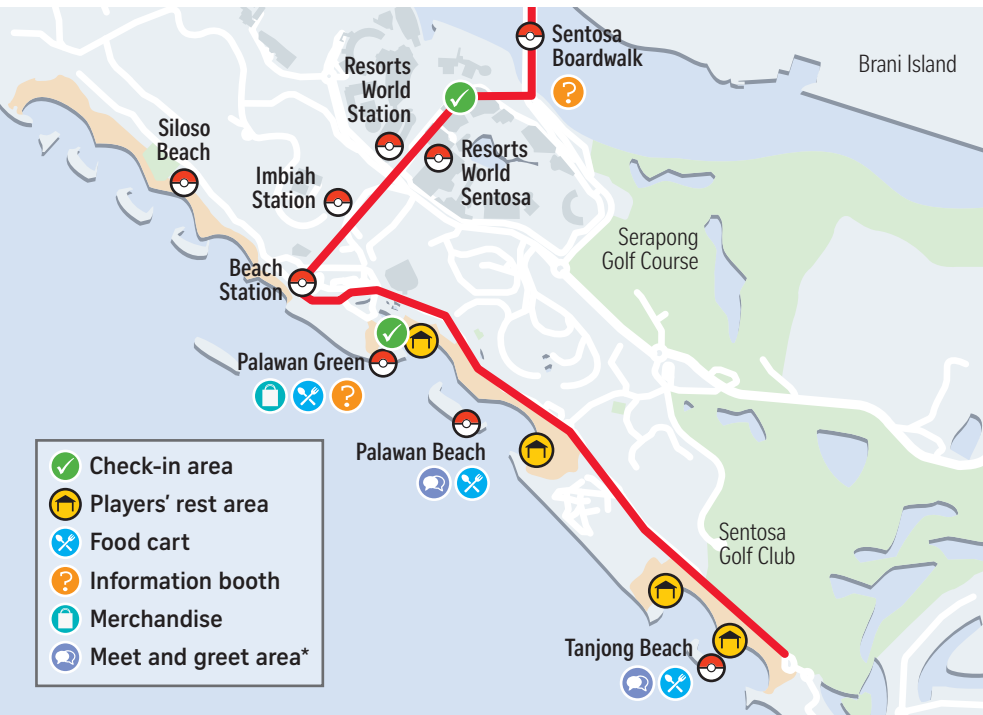 Sentosa
Boardwalk
Brani Island
Resorts
World
Station
Siloso
Beach
Resorts
World
Sentosa
Imbiah
Station
Serapong
Golf Course
Beach
Station
Palawan Green
Palawan Beach
Check-in area
Players' rest area
Food cart
Information booth
Merchandise
Meet and greet area*
Sentosa
Golf Club
Tanjong Beach